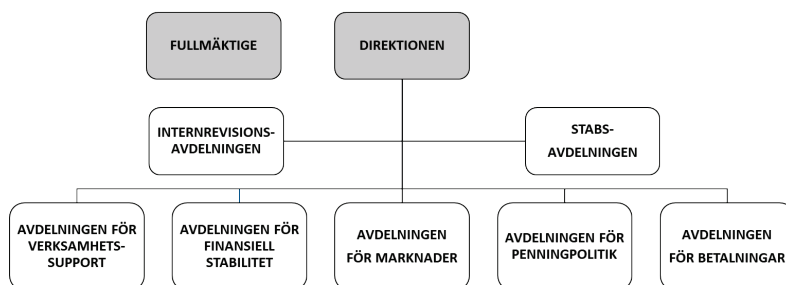 FULLMÄKTIGE
DIREKTIONEN
INTERNREVISIONS-
AVDELNINGEN
STABS-
AVDELNINGEN
AVDELNINGEN FÖR
VERKSAMHETS-
SUPPORT
AVDELNINGEN FÖR
FINANSIELL
STABILITET
AVDELNINGEN
FÖR MARKNADER
AVDELNINGEN FÖR
PENNINGPOLITIK
AVDELNINGEN
FÖR BETALNINGAR